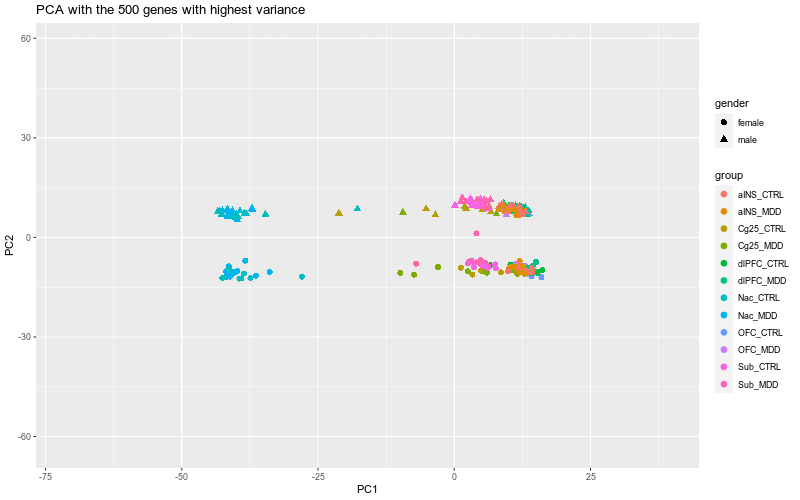 PCA with the 500 genes with highest variance
60
30
0
-30
-60
PC2
-75
-50
-25
0
25
PC1
gender
female
male
group
aINS_CTRL
aINS_MDD
Cg25_CTRL
Cg25_MDD
dlPFC_CTRL
dlPFC_MDD
Nac_CTRL
Nac_MDD
OFC_CTRL
OFC_MDD
Sub_CTRL
Sub_MDD